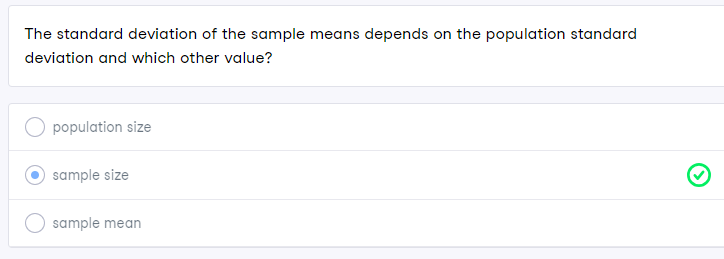 The standard deviation of the sample means depends on the population standard
deviation and which other value?
population size
sample size
sample mean